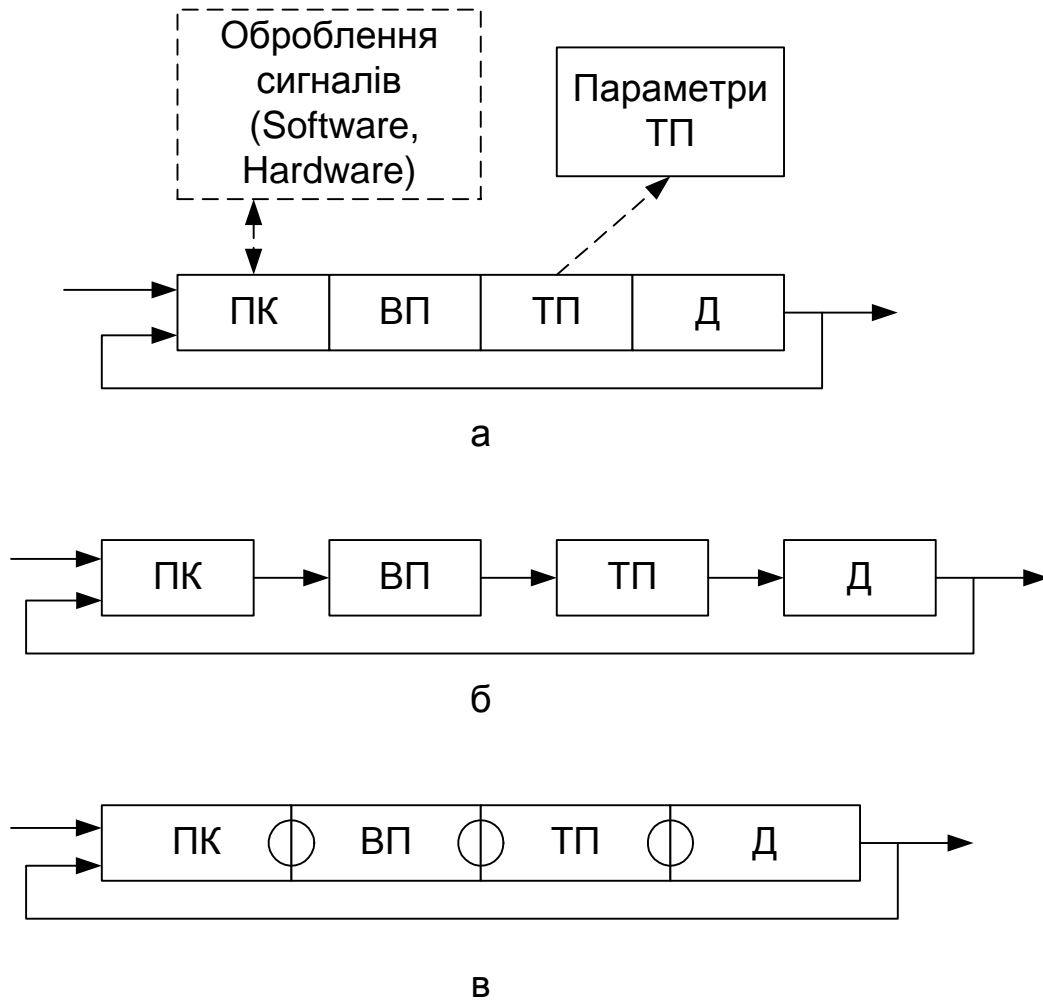 Оброблення
сигналів
(Software,
Hardware)
Параметри
ТП
ПК ВП ТП Д
а
ПК ВП ТП Д
б
ПК ВП ТП Д
в